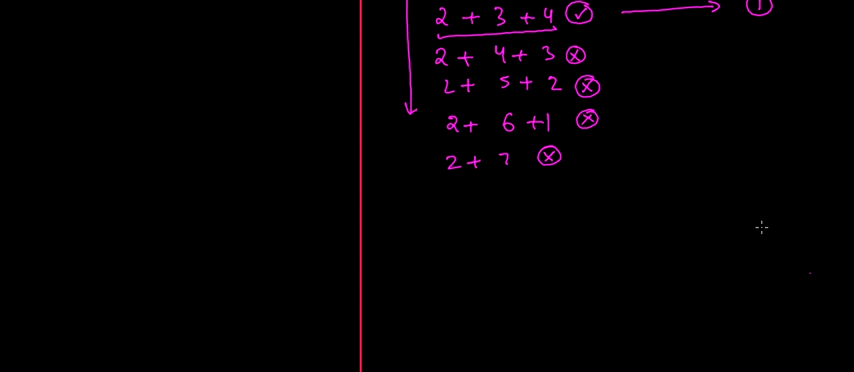 2 + 3 + 4 ✓ → 1
2 + 4 + 3 ×
2 + 5 + 2 ×
2 + 6 + 1 ×
2 + 7 ×